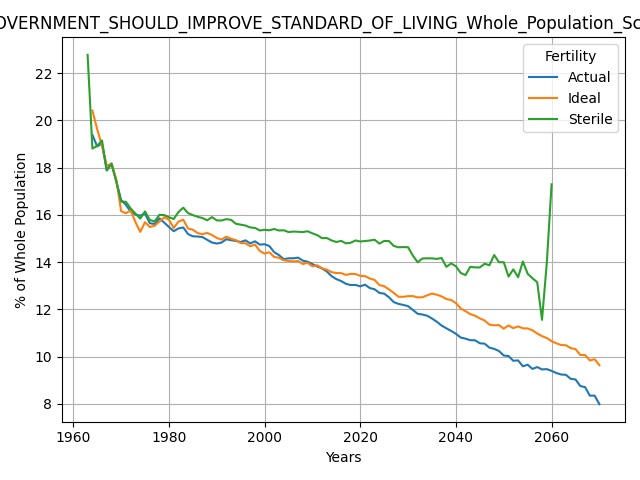 OVERNMENT_SHOULD_IMPROVE_STANDARD_OF_LIVING_Whole_Population_Sc
Fertility
Actual
Ideal
Sterile
% of Whole Population
22
20
18
16
14
12
10
8
1960 1980 2000 2020 2040 2060
Years